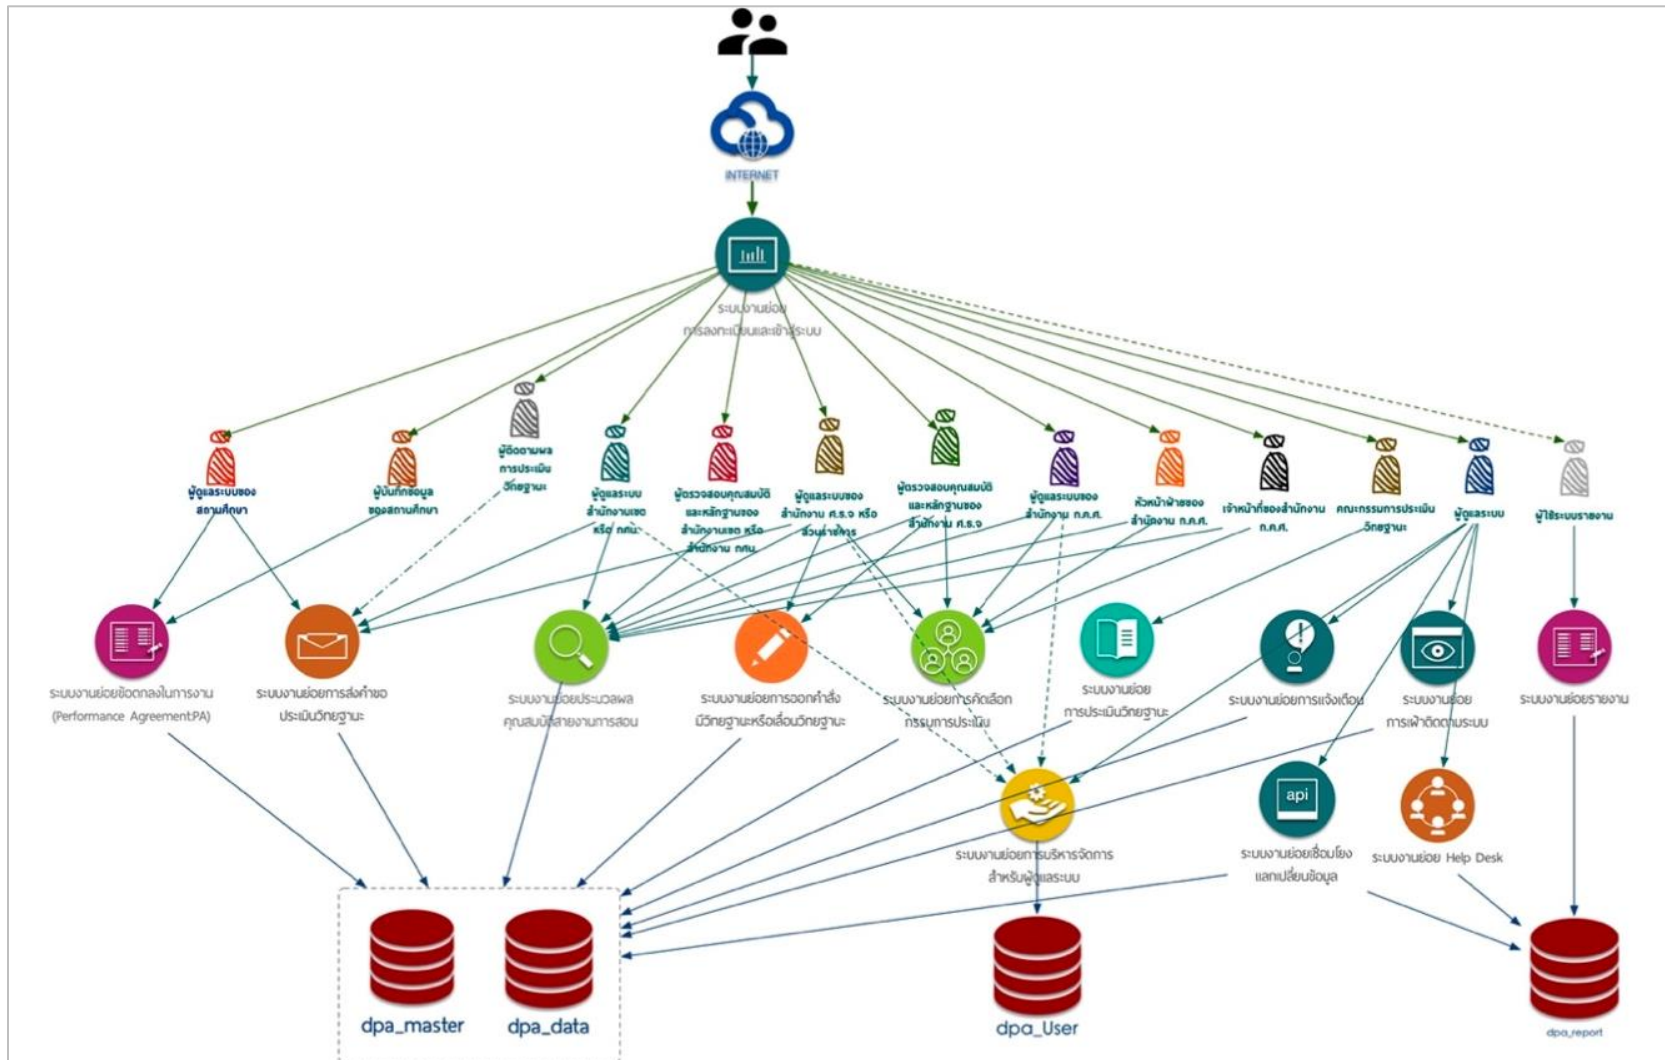 INTERNET
ระบบงานย่อย
การลงทะเบียนและเข้าสู่ระบบ
ผู้ดูแลระบบของ
สถานศึกษา
ผู้บันทึกข้อมูล
ของสถานศึกษา
ผู้ติดตามผล
การประเมิน
วิทยฐานะ
ผู้ดูแลระบบ
สำนักงานเขต
หรือ กศน.
ผู้ตรวจสอบคุณสมบัติ
และหลักฐานของ
สำนักงานเขต หรือ
สำนักงาน กศน.
ผู้ดูแลระบบของ
สำนักงาน ศ.ธ.จ หรือ
ส่วนราชการ
ผู้ตรวจสอบคุณสมบัติ
และหลักฐานของ
สำนักงาน ศ.ธ.จ
ผู้ดูแลระบบของ
สำนักงาน ก.ค.ศ.
หัวหน้าฝ่ายของ
สำนักงาน ก.ค.ศ.
เจ้าหน้าที่ของสำนักงาน
ก.ค.ศ.
คณะกรรมการประเมิน
วิทยฐานะ
ผู้ดูแลระบบ
ผู้ใช้ระบบรายงาน
ระบบงานย่อยข้อตกลงในการงาน
(Performance Agreement:PA)
ระบบงานย่อยการส่งคำขอ
ประเมินวิทยฐานะ
ระบบงานย่อยประมวลผล
คุณสมบัติสายงานการสอน
ระบบงานย่อยการออกคำสั่ง
มีวิทยฐานะหรือเลื่อนวิทยฐานะ
ระบบงานย่อยการคัดเลือก
กรรมการประเมิน
ระบบงานย่อย
การประเมินวิทยฐานะ
ระบบงานย่อยการแจ้งเตือน
ระบบงานย่อย
การเฝ้าติดตามระบบ
ระบบงานย่อยรายงาน
ระบบงานย่อยการบริหารจัดการ
สำหรับผู้ดูแลระบบ
api
ระบบงานย่อยเชื่อมโยง
แลกเปลี่ยนข้อมูล
ระบบงานย่อย Help Desk
dpa_master
dpa_data
dpa_User
dpa_report